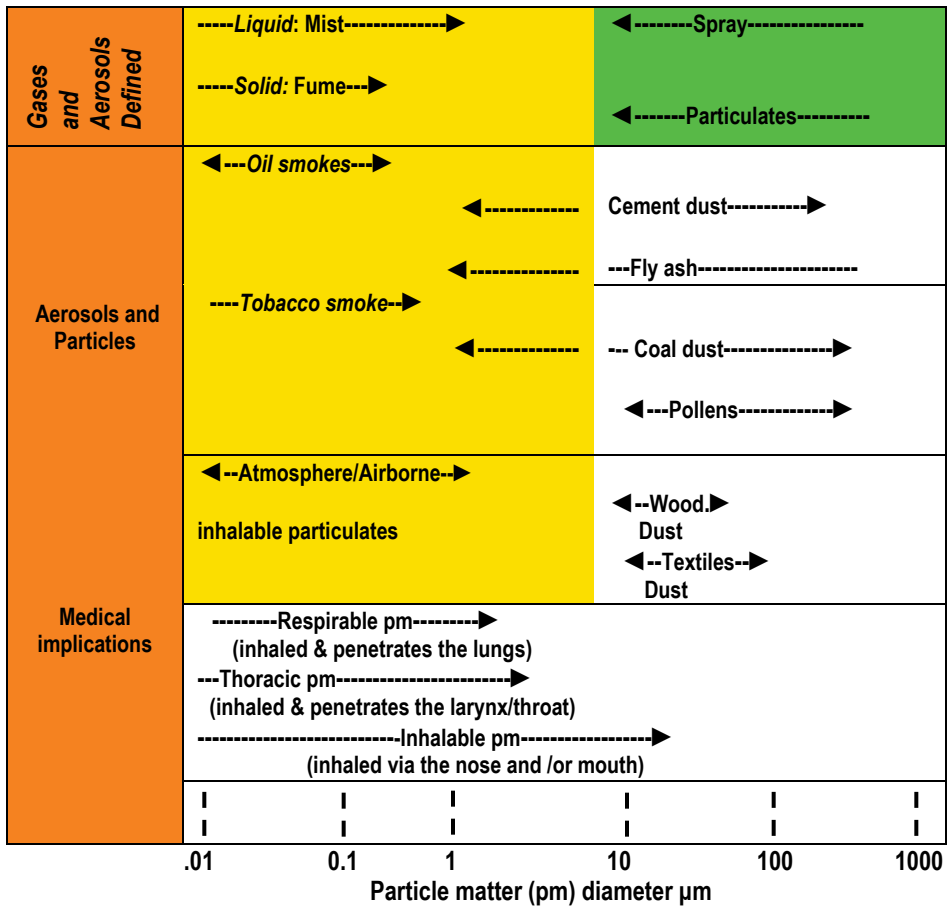 Gases
and
Aerosols
Defined
-----Liquid: Mist--------------►
◄--------Spray----------------
-----Solid: Fume---►
◄-------Particulates----------
◄---Oil smokes---►
◄-------------
Cement dust-----------►
◄------------
---Fly ash----------------------
----Tobacco smoke--►
Aerosols and
Particles
◄-------------
--- Coal dust---------------►
◄---Pollens-------------►
◄--Atmosphere/Airborne--►
◄--Wood.►
Dust
inhalable particulates
◄--Textiles--►
Dust
Medical
implications
---------Respirable pm---------►
(inhaled & penetrates the lungs)
---Thoracic pm------------------------►
(inhaled & penetrates the larynx/throat)
----------------------------Inhalable pm------------------►
(inhaled via the nose and /or mouth)
.01 0.1 1 10 100 1000
Particle matter (pm) diameter µm